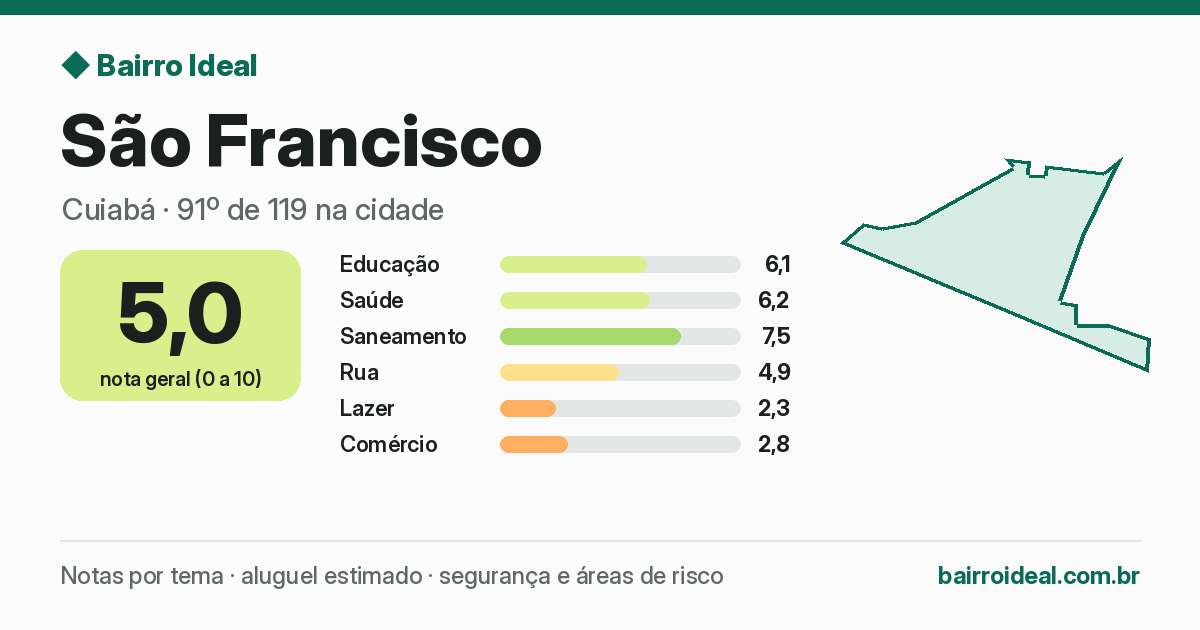 Bairro Ideal
São Francisco
Cuiabá · 91º de 119 na cidade
5,0
nota geral (0 a 10)
Educação 6,1
Saúde 6,2
Saneamento 7,5
Rua 4,9
Lazer 2,3
Comércio 2,8
Notas por tema · aluguel estimado · segurança e áreas de risco
bairroideal.com.br